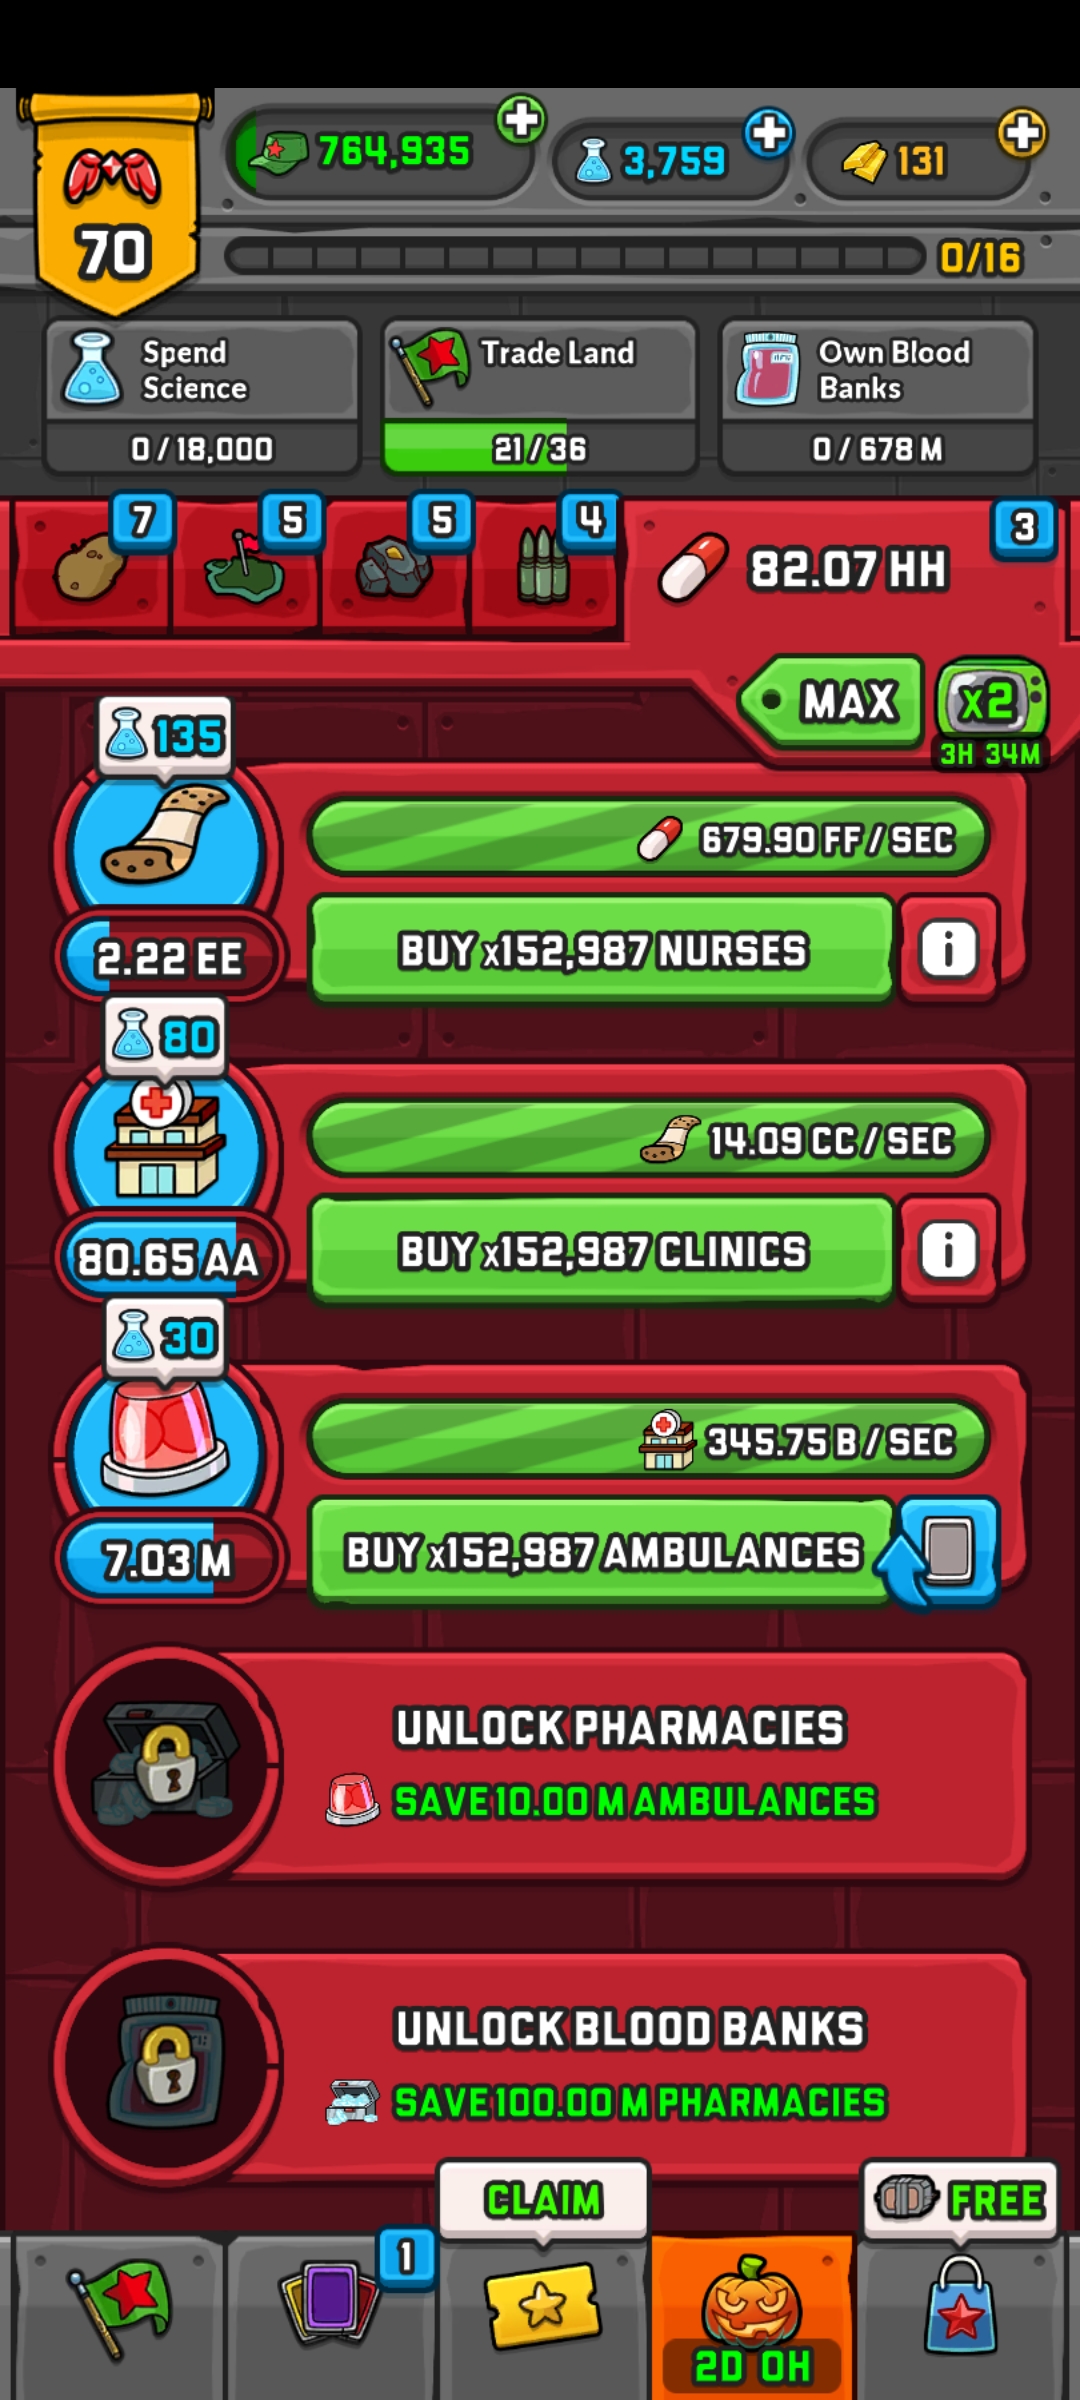 764,935
3,759
131
70
0/16
Spend
Science
0 / 18,000
Trade Land
21 / 36
Own Blood
Banks
0 / 678 M
7
5
5
4
82.07 HH
3
MAX
x2
3H 34M
135
679.90 FF / SEC
2.22 EE
BUY x152,987 NURSES
i
80
14.09 CC / SEC
80.65 AA
BUY x152,987 CLINICS
i
30
345.75 B / SEC
7.03 M
BUY x152,987 AMBULANCES
UNLOCK PHARMACIES
SAVE 10.00 M AMBULANCES
UNLOCK BLOOD BANKS
SAVE 100.00 M PHARMACIES
CLAIM
FREE
1
2D 0H